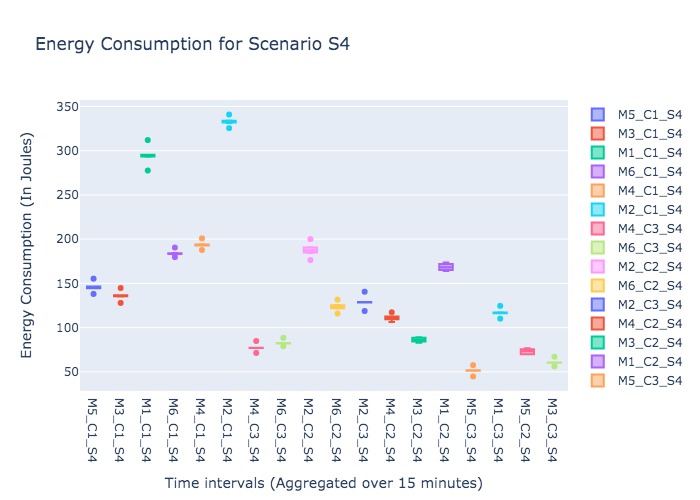 Energy Consumption for Scenario S4
Energy Consumption (In Joules)
350
300
250
200
150
100
50
M5_C1_S4
M3_C1_S4
M1_C1_S4
M6_C1_S4
M4_C1_S4
M2_C1_S4
M4_C3_S4
M6_C3_S4
M2_C2_S4
M6_C2_S4
M2_C3_S4
M4_C2_S4
M3_C2_S4
M1_C2_S4
M5_C3_S4
M1_C3_S4
M5_C2_S4
M3_C3_S4
Time intervals (Aggregated over 15 minutes)
M5_C1_S4
M3_C1_S4
M1_C1_S4
M6_C1_S4
M4_C1_S4
M2_C1_S4
M4_C3_S4
M6_C3_S4
M2_C2_S4
M6_C2_S4
M2_C3_S4
M4_C2_S4
M3_C2_S4
M1_C2_S4
M5_C3_S4